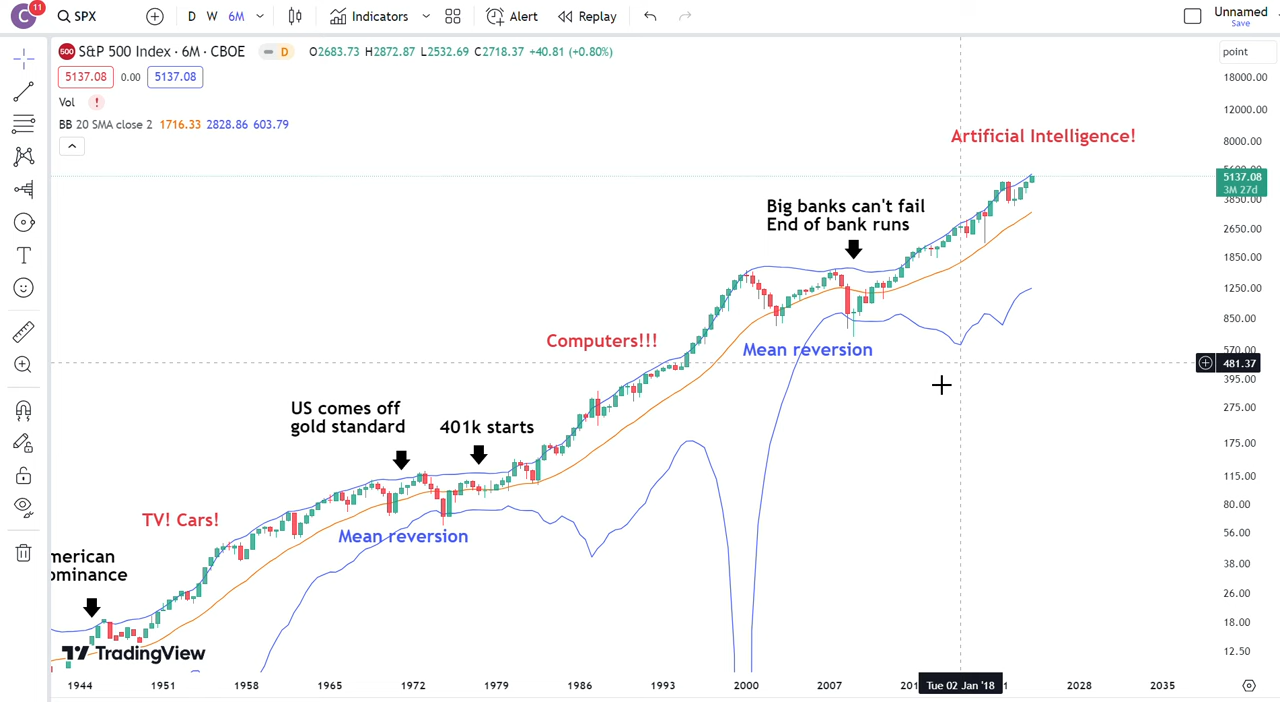 C
11
SPX
D W 6M
Indicators
Alert
Replay
Unnamed
Save
500 S&P 500 Index · 6M · CBOE
D
O2683.73 H2872.87 L2532.69 C2718.37 +40.81 (+0.80%)
point
5137.08 0.00 5137.08
Vol !
BB 20 SMA close 2 1716.33 2828.86 603.79
18000.00
12000.00
8000.00
5137.08
3M 27d
3850.00
2650.00
1850.00
1250.00
850.00
570.00
481.37
395.00
275.00
175.00
115.00
80.00
56.00
38.00
26.00
18.00
12.50
Artificial Intelligence!
Big banks can't fail
End of bank runs
Computers!!!
Mean reversion
US comes off
gold standard
401k starts
TV! Cars!
Mean reversion
merican
ominance
TradingView
1944 1951 1958 1965 1972 1979 1986 1993 2000 2007 201 Tue 02 Jan '18 1 2028 2035